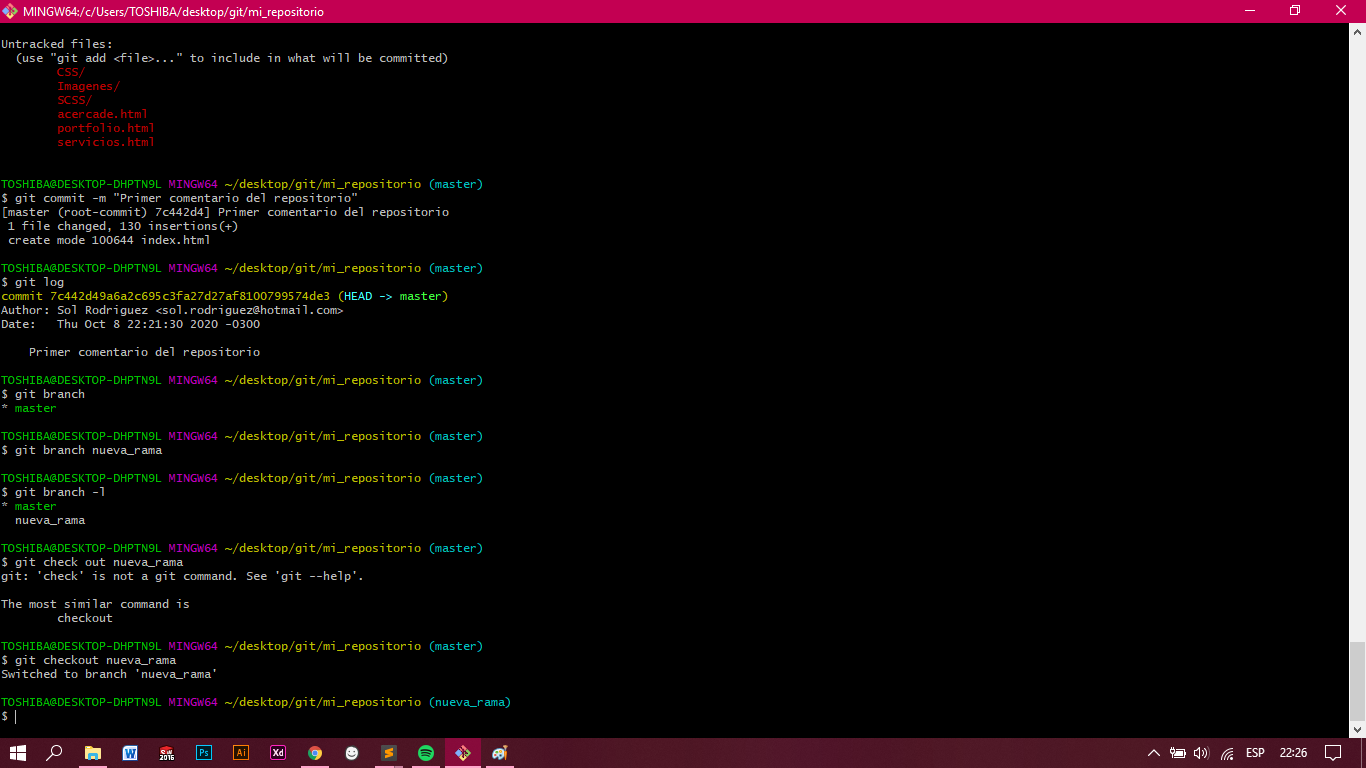 MINGW64:/c/Users/TOSHIBA/desktop/git/mi_repositorio
Untracked files:
  (use "git add <file>..." to include in what will be committed)
        CSS/
        Imagenes/
        SCSS/
        acercade.html
        portfolio.html
        servicios.html
TOSHIBA@DESKTOP-DHPTN9L MINGW64 ~/desktop/git/mi_repositorio (master)
$ git commit -m "Primer comentario del repositorio"
[master (root-commit) 7c442d4] Primer comentario del repositorio
 1 file changed, 130 insertions(+)
 create mode 100644 index.html
TOSHIBA@DESKTOP-DHPTN9L MINGW64 ~/desktop/git/mi_repositorio (master)
$ git log
commit 7c442d49a6a2c695c3fa27d27af8100799574de3 (HEAD -> master)
Author: Sol Rodriguez <sol.rodriguez@hotmail.com>
Date:   Thu Oct 8 22:21:30 2020 -0300
    Primer comentario del repositorio
TOSHIBA@DESKTOP-DHPTN9L MINGW64 ~/desktop/git/mi_repositorio (master)
$ git branch
* master
TOSHIBA@DESKTOP-DHPTN9L MINGW64 ~/desktop/git/mi_repositorio (master)
$ git branch nueva_rama
TOSHIBA@DESKTOP-DHPTN9L MINGW64 ~/desktop/git/mi_repositorio (master)
$ git branch -l
* master
  nueva_rama
TOSHIBA@DESKTOP-DHPTN9L MINGW64 ~/desktop/git/mi_repositorio (master)
$ git check out nueva_rama
git: 'check' is not a git command. See 'git --help'.
The most similar command is
        checkout
TOSHIBA@DESKTOP-DHPTN9L MINGW64 ~/desktop/git/mi_repositorio (master)
$ git checkout nueva_rama
Switched to branch 'nueva_rama'
TOSHIBA@DESKTOP-DHPTN9L MINGW64 ~/desktop/git/mi_repositorio (nueva_rama)
$
W
SW
2016
Ps
Ai
Xd
S
ESP
22:26